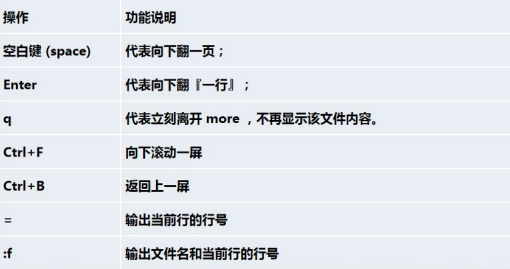 操作 功能说明
空白键 (space) 代表向下翻一页；
Enter 代表向下翻『一行』；
q 代表立刻离开 more ，不再显示该文件内容。
Ctrl+F 向下滚动一屏
Ctrl+B 返回上一屏
= 输出当前行的行号
:f 输出文件名和当前行的行号